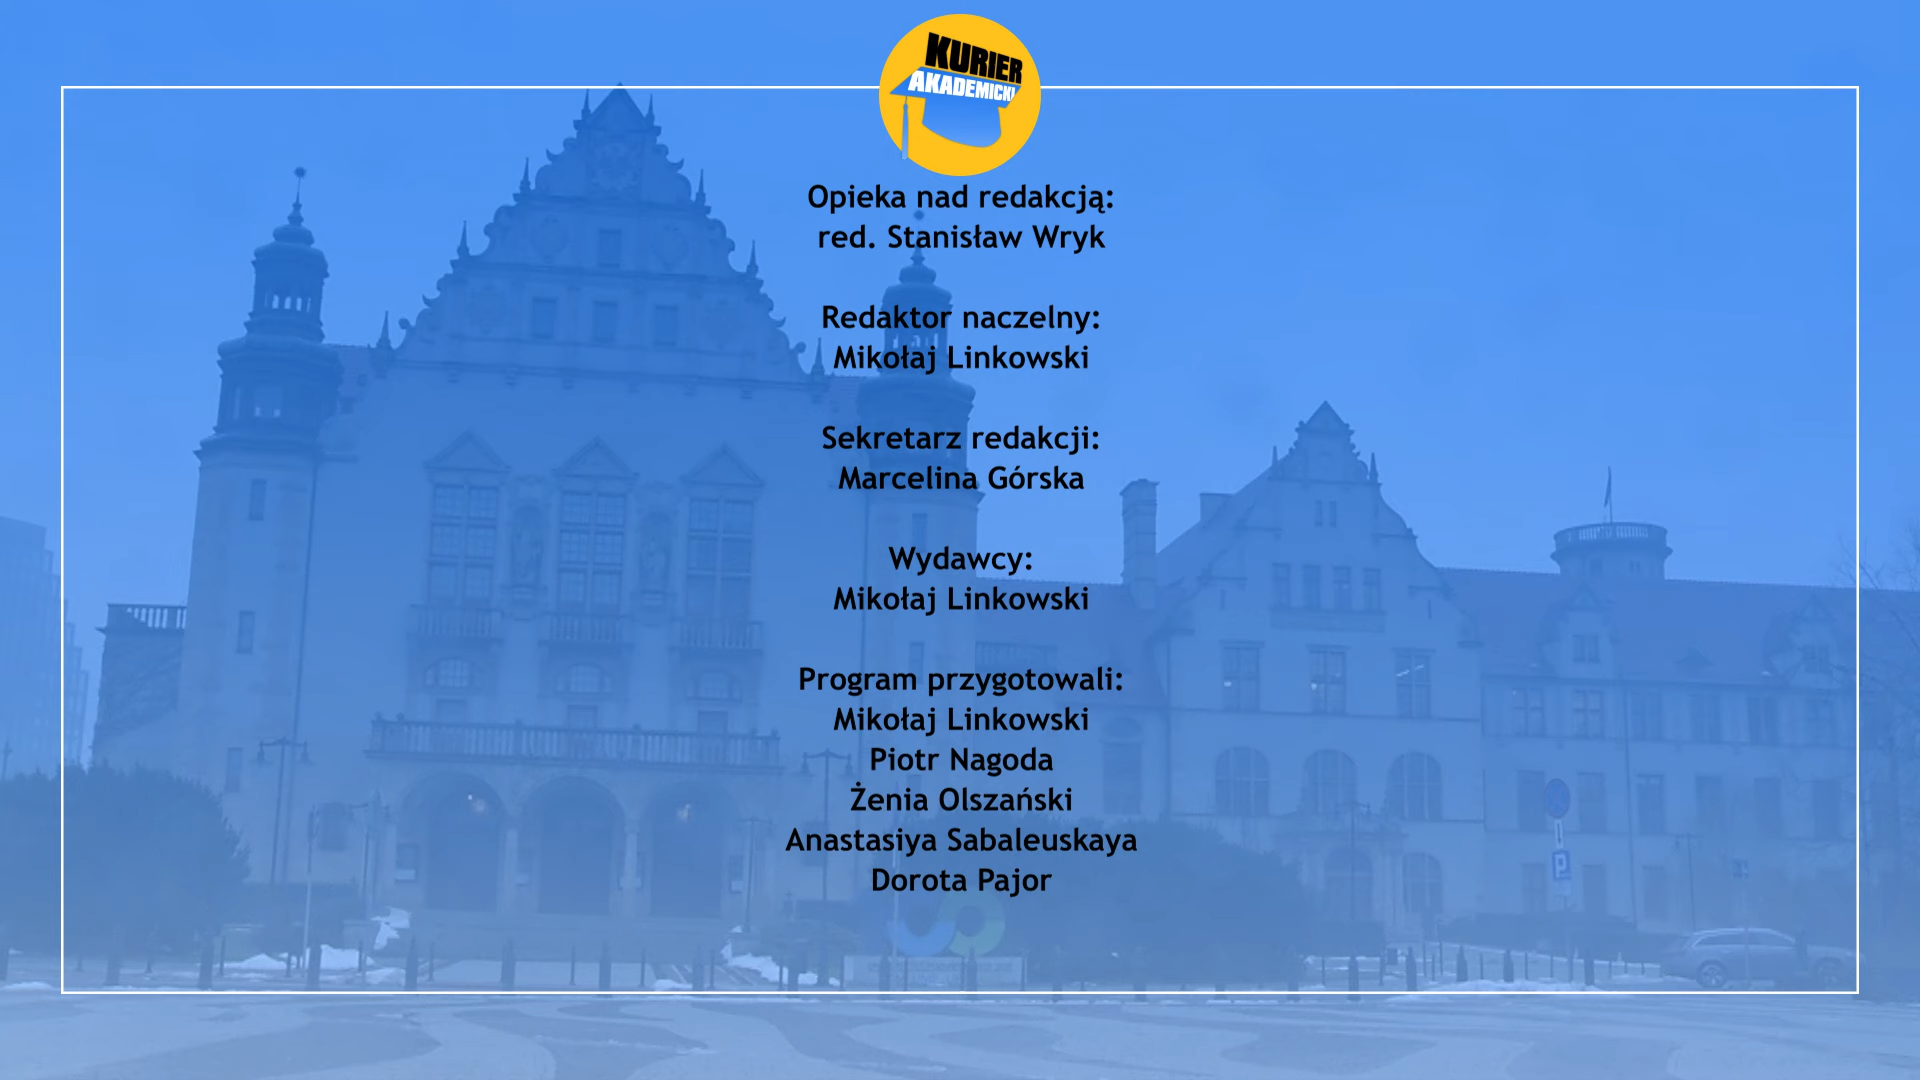 KURIER
AKADEMICKI
Opieka nad redakcją:
red. Stanisław Wryk
Redaktor naczelny:
Mikołaj Linkowski
Sekretarz redakcji:
Marcelina Górska
Wydawcy:
Mikołaj Linkowski
Program przygotowali:
Mikołaj Linkowski
Piotr Nagoda
Żenia Olszański
Anastasiya Sabaleuskaya
Dorota Pajor
P